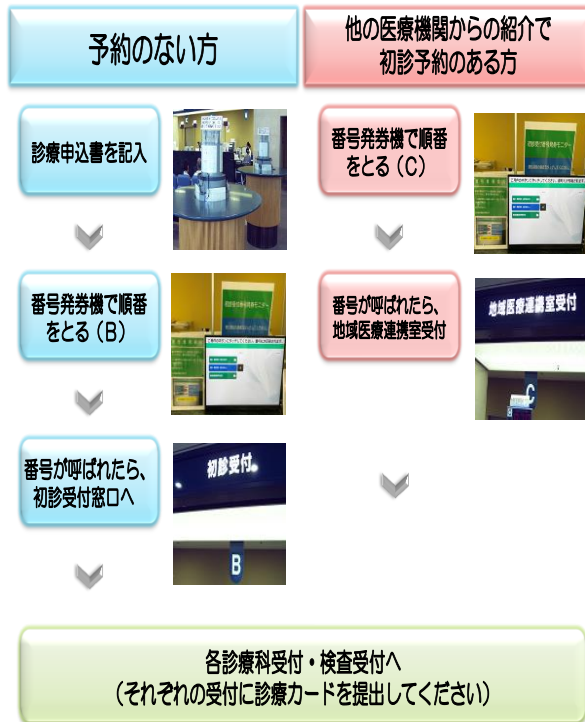 予約のない方
他の医療機関からの紹介で
初診予約のある方
診療申込書を記入
番号発券機で順番
をとる(B)
番号が呼ばれたら、
初診受付窓口へ
初診受付
B
番号発券機で順番
をとる(C)
番号が呼ばれたら、
地域医療連携室受付
地域医療連携室受付
C
各診療科受付・検査受付へ
(それぞれの受付に診療カードを提出してください)